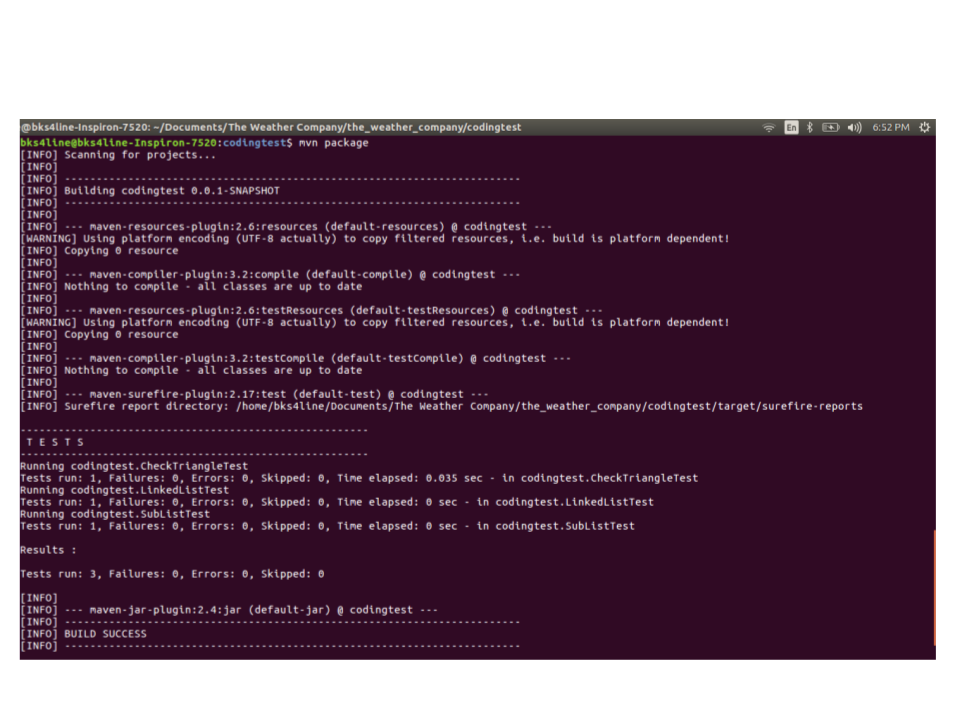 @bks4line-Inspiron-7520: ~/Documents/The Weather Company/the_weather_company/codingtest En 6:52 PM
bks4line@bks4line-Inspiron-7520:codingtest$ mvn package
[INFO] Scanning for projects...
[INFO]
[INFO] ------------------------------------------------------------------------
[INFO] Building codingtest 0.0.1-SNAPSHOT
[INFO] ------------------------------------------------------------------------
[INFO]
[INFO] --- maven-resources-plugin:2.6:resources (default-resources) @ codingtest ---
[WARNING] Using platform encoding (UTF-8 actually) to copy filtered resources, i.e. build is platform dependent!
[INFO] Copying 0 resource
[INFO]
[INFO] --- maven-compiler-plugin:3.2:compile (default-compile) @ codingtest ---
[INFO] Nothing to compile - all classes are up to date
[INFO]
[INFO] --- maven-resources-plugin:2.6:testResources (default-testResources) @ codingtest ---
[WARNING] Using platform encoding (UTF-8 actually) to copy filtered resources, i.e. build is platform dependent!
[INFO] Copying 0 resource
[INFO]
[INFO] --- maven-compiler-plugin:3.2:testCompile (default-testCompile) @ codingtest ---
[INFO] Nothing to compile - all classes are up to date
[INFO]
[INFO] --- maven-surefire-plugin:2.17:test (default-test) @ codingtest ---
[INFO] Surefire report directory: /home/bks4line/Documents/The Weather Company/the_weather_company/codingtest/target/surefire-reports
-------------------------------------------------------
T E S T S
-------------------------------------------------------
Running codingtest.CheckTriangleTest
Tests run: 1, Failures: 0, Errors: 0, Skipped: 0, Time elapsed: 0.035 sec - in codingtest.CheckTriangleTest
Running codingtest.LinkedListTest
Tests run: 1, Failures: 0, Errors: 0, Skipped: 0, Time elapsed: 0 sec - in codingtest.LinkedListTest
Running codingtest.SubListTest
Tests run: 1, Failures: 0, Errors: 0, Skipped: 0, Time elapsed: 0 sec - in codingtest.SubListTest
Results :
Tests run: 3, Failures: 0, Errors: 0, Skipped: 0
[INFO]
[INFO] --- maven-jar-plugin:2.4:jar (default-jar) @ codingtest ---
[INFO] ------------------------------------------------------------------------
[INFO] BUILD SUCCESS
[INFO] ------------------------------------------------------------------------